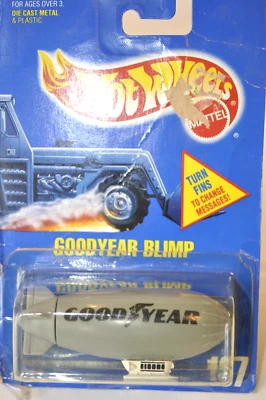 FOR AGES OVER 3.
DIE CAST METAL
& PLASTIC
Hot Wheels
MATTEL
TURN
FINS
TO CHANGE
MESSAGES!
GOODYEAR BLIMP
GOODYEAR